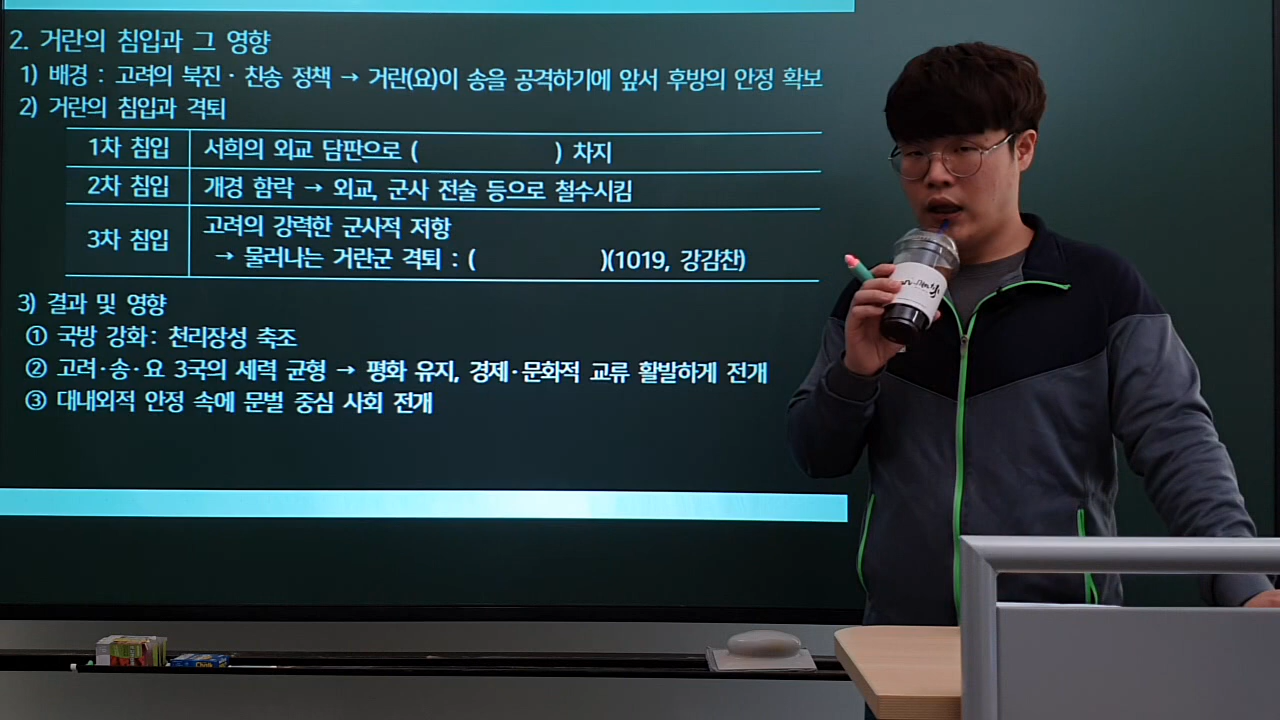 2. 거란의 침입과 그 영향
1) 배경 : 고려의 북진·친송 정책 → 거란(요)이 송을 공격하기에 앞서 후방의 안정 확보
2) 거란의 침입과 격퇴
1차 침입 서희의 외교 담판으로 ( ) 차지
2차 침입 개경 함락 → 외교, 군사 전술 등으로 철수시킴
3차 침입 고려의 강력한 군사적 저항
→ 물러나는 거란군 격퇴 : ( )(1019, 강감찬)
3) 결과 및 영향
① 국방 강화: 천리장성 축조
② 고려·송·요 3국의 세력 균형 → 평화 유지, 경제·문화적 교류 활발하게 전개
③ 대내외적 안정 속에 문벌 중심 사회 전개